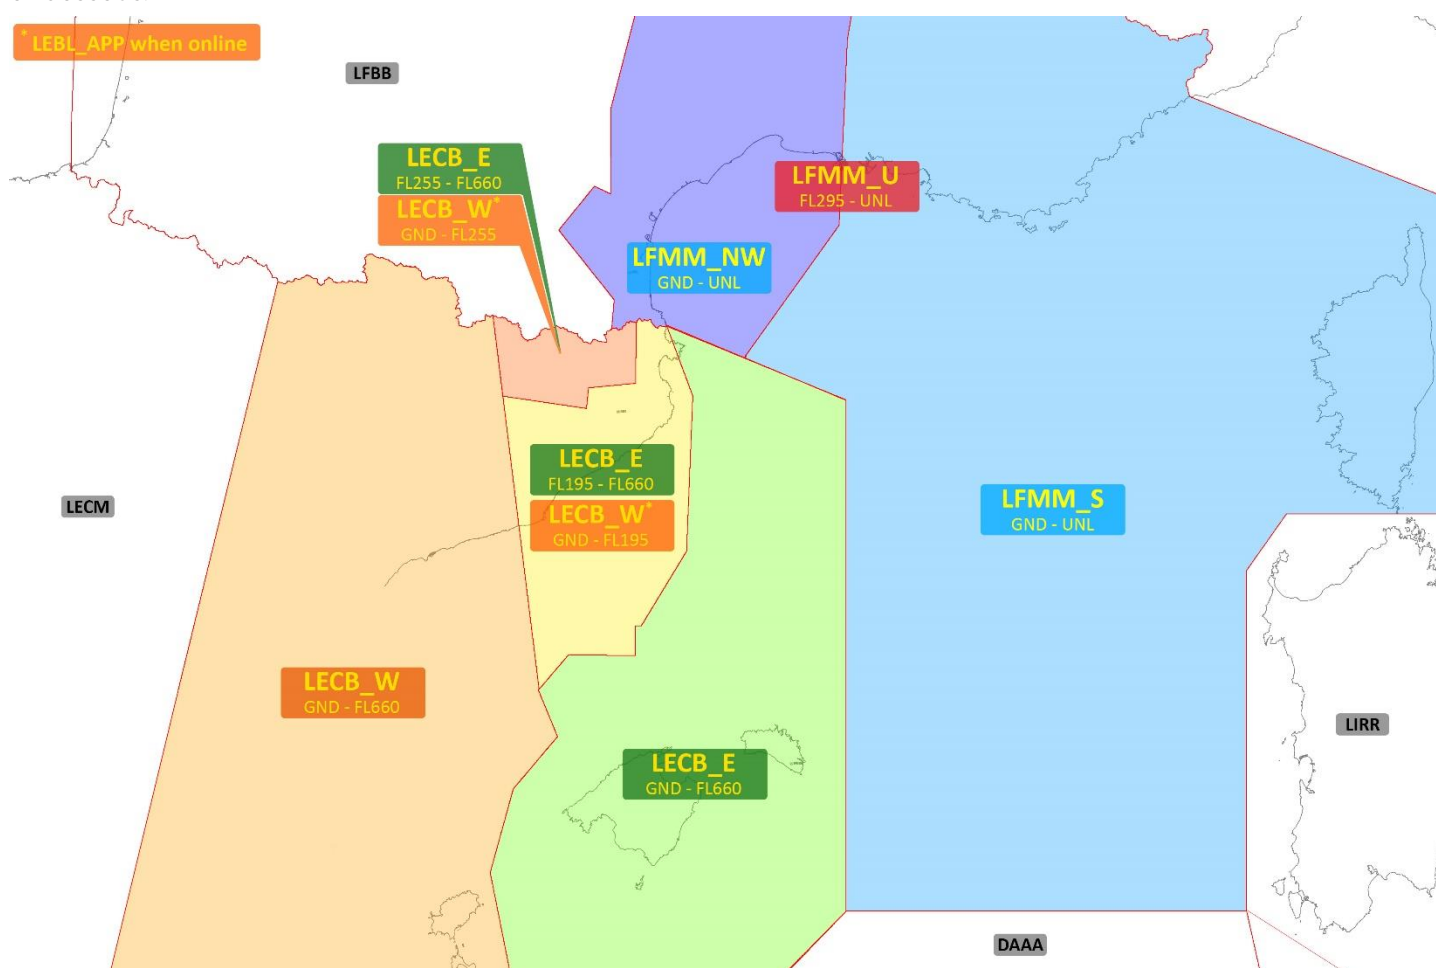 * LEBL_APP when online
LFBB
LECB_E
FL255 - FL660
LECB_W*
GND - FL255
LFMM_U
FL295 - UNL
LFMM_NW
GND - UNL
LECB_E
FL195 - FL660
LECB_W*
GND - FL195
LECM
LFMM_S
GND - UNL
LECB_W
GND - FL660
LECB_E
GND - FL660
LIRR
DAAA